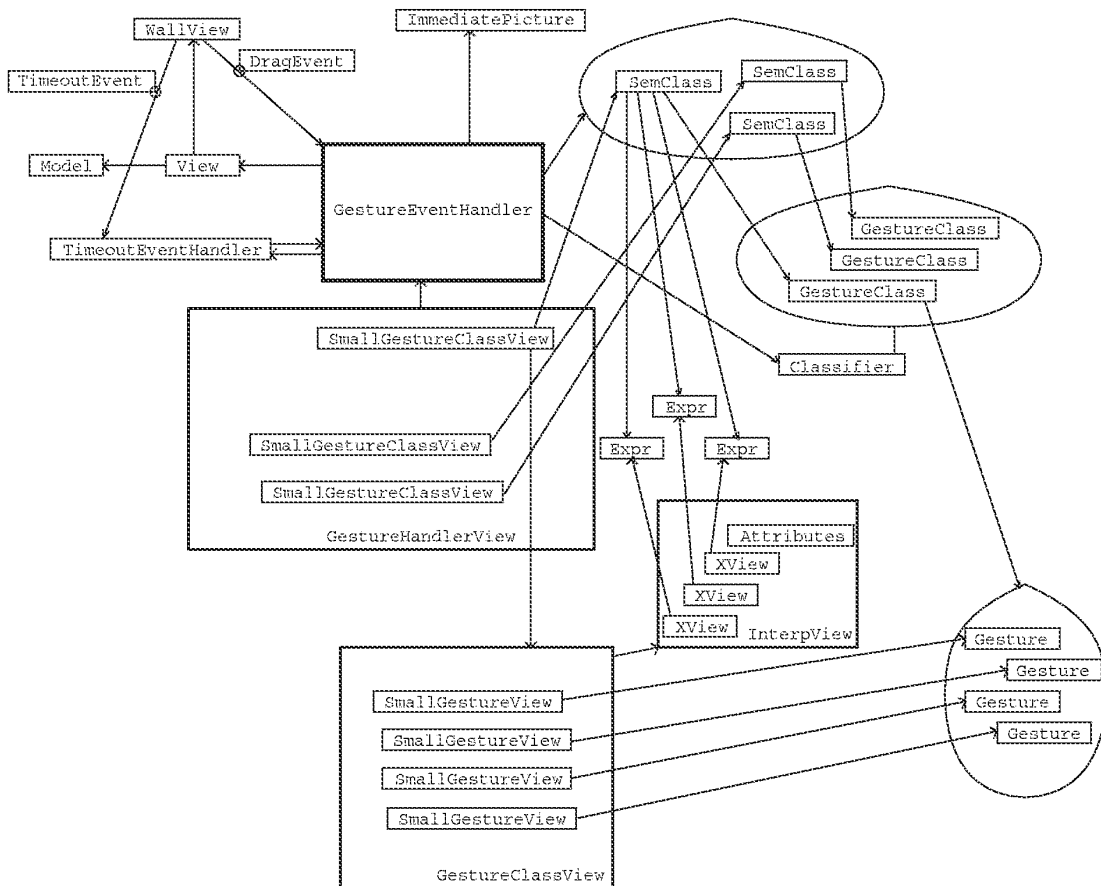 ImmediatePicture
WallView
DragEvent
TimeoutEvent
SemClass
SemClass
SemClass
Model
View
GestureEventHandler
GestureClass
TimeoutEventHandler
GestureClass
GestureClass
SmallGestureClassView
Classifier
Expr
SmallGestureClassView
Expr
Expr
SmallGestureClassView
GestureHandlerView
Attributes
XView
XView
XView
InterpView
Gesture
Gesture
SmallGestureView
Gesture
SmallGestureView
Gesture
SmallGestureView
SmallGestureView
GestureClassView